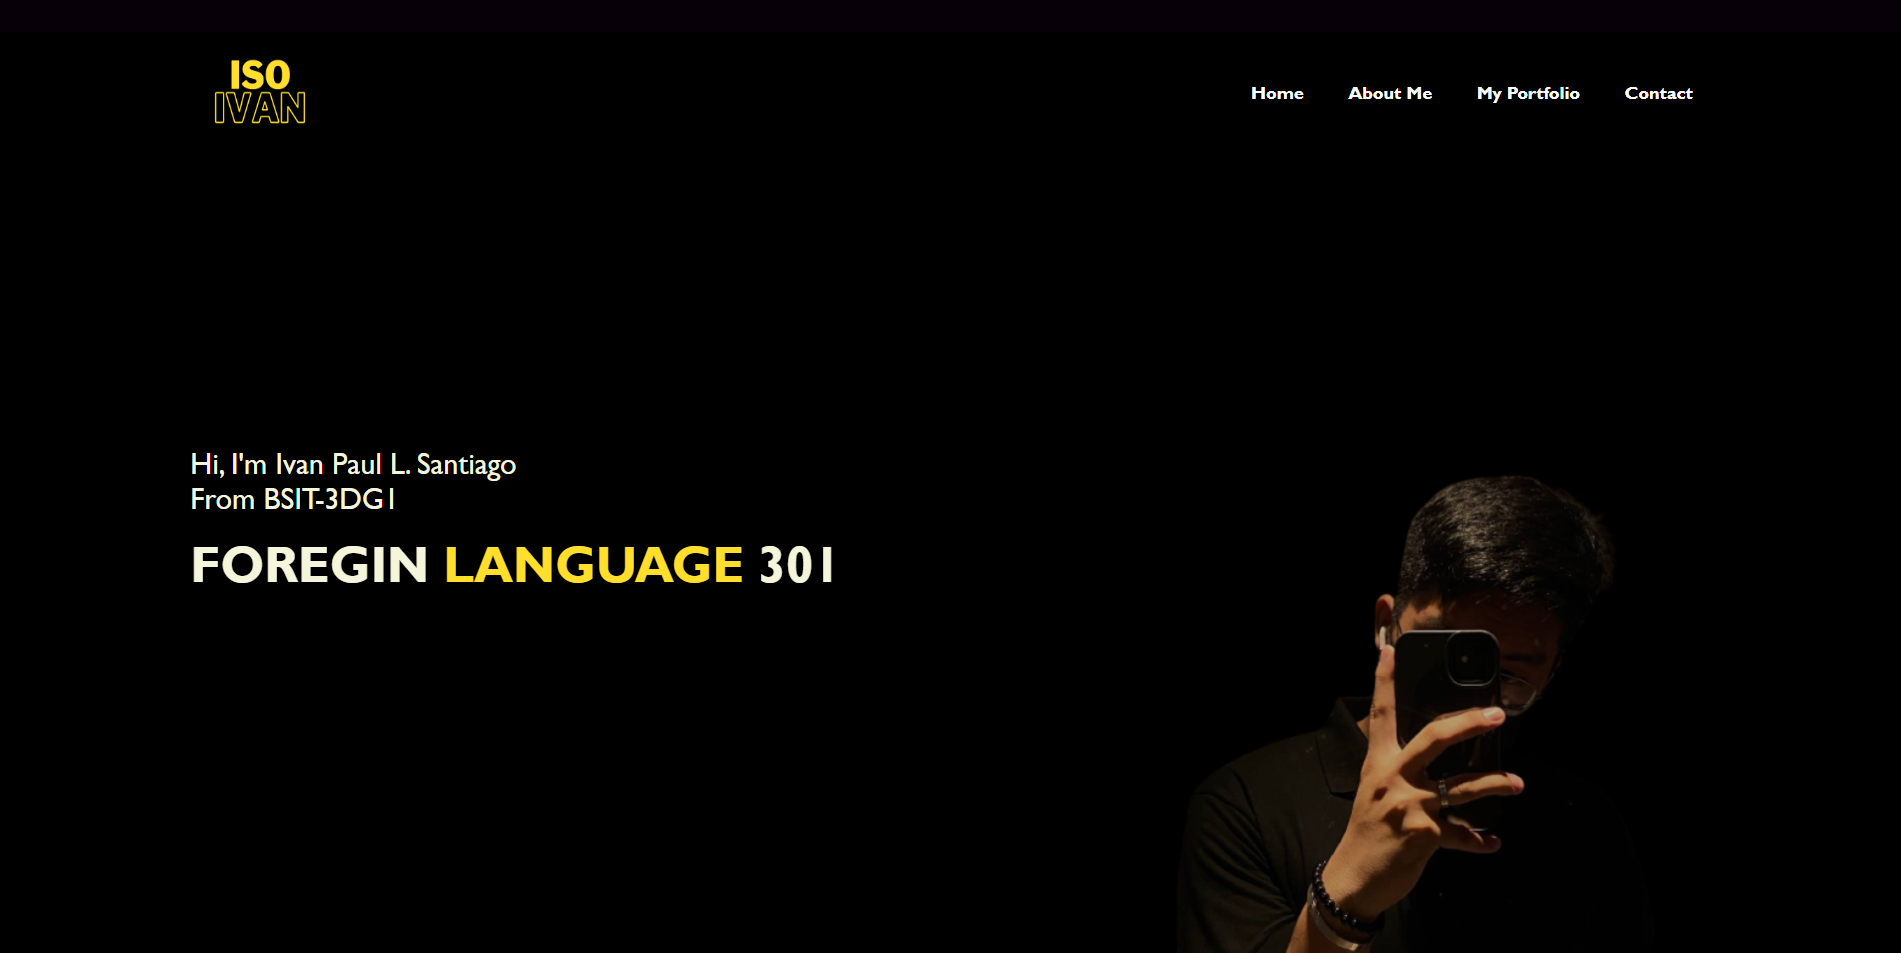 ISO
IVAN
Home About Me My Portfolio Contact
Hi, I'm Ivan Paul L. Santiago
From BSIT-3DG1
FOREGIN LANGUAGE 301